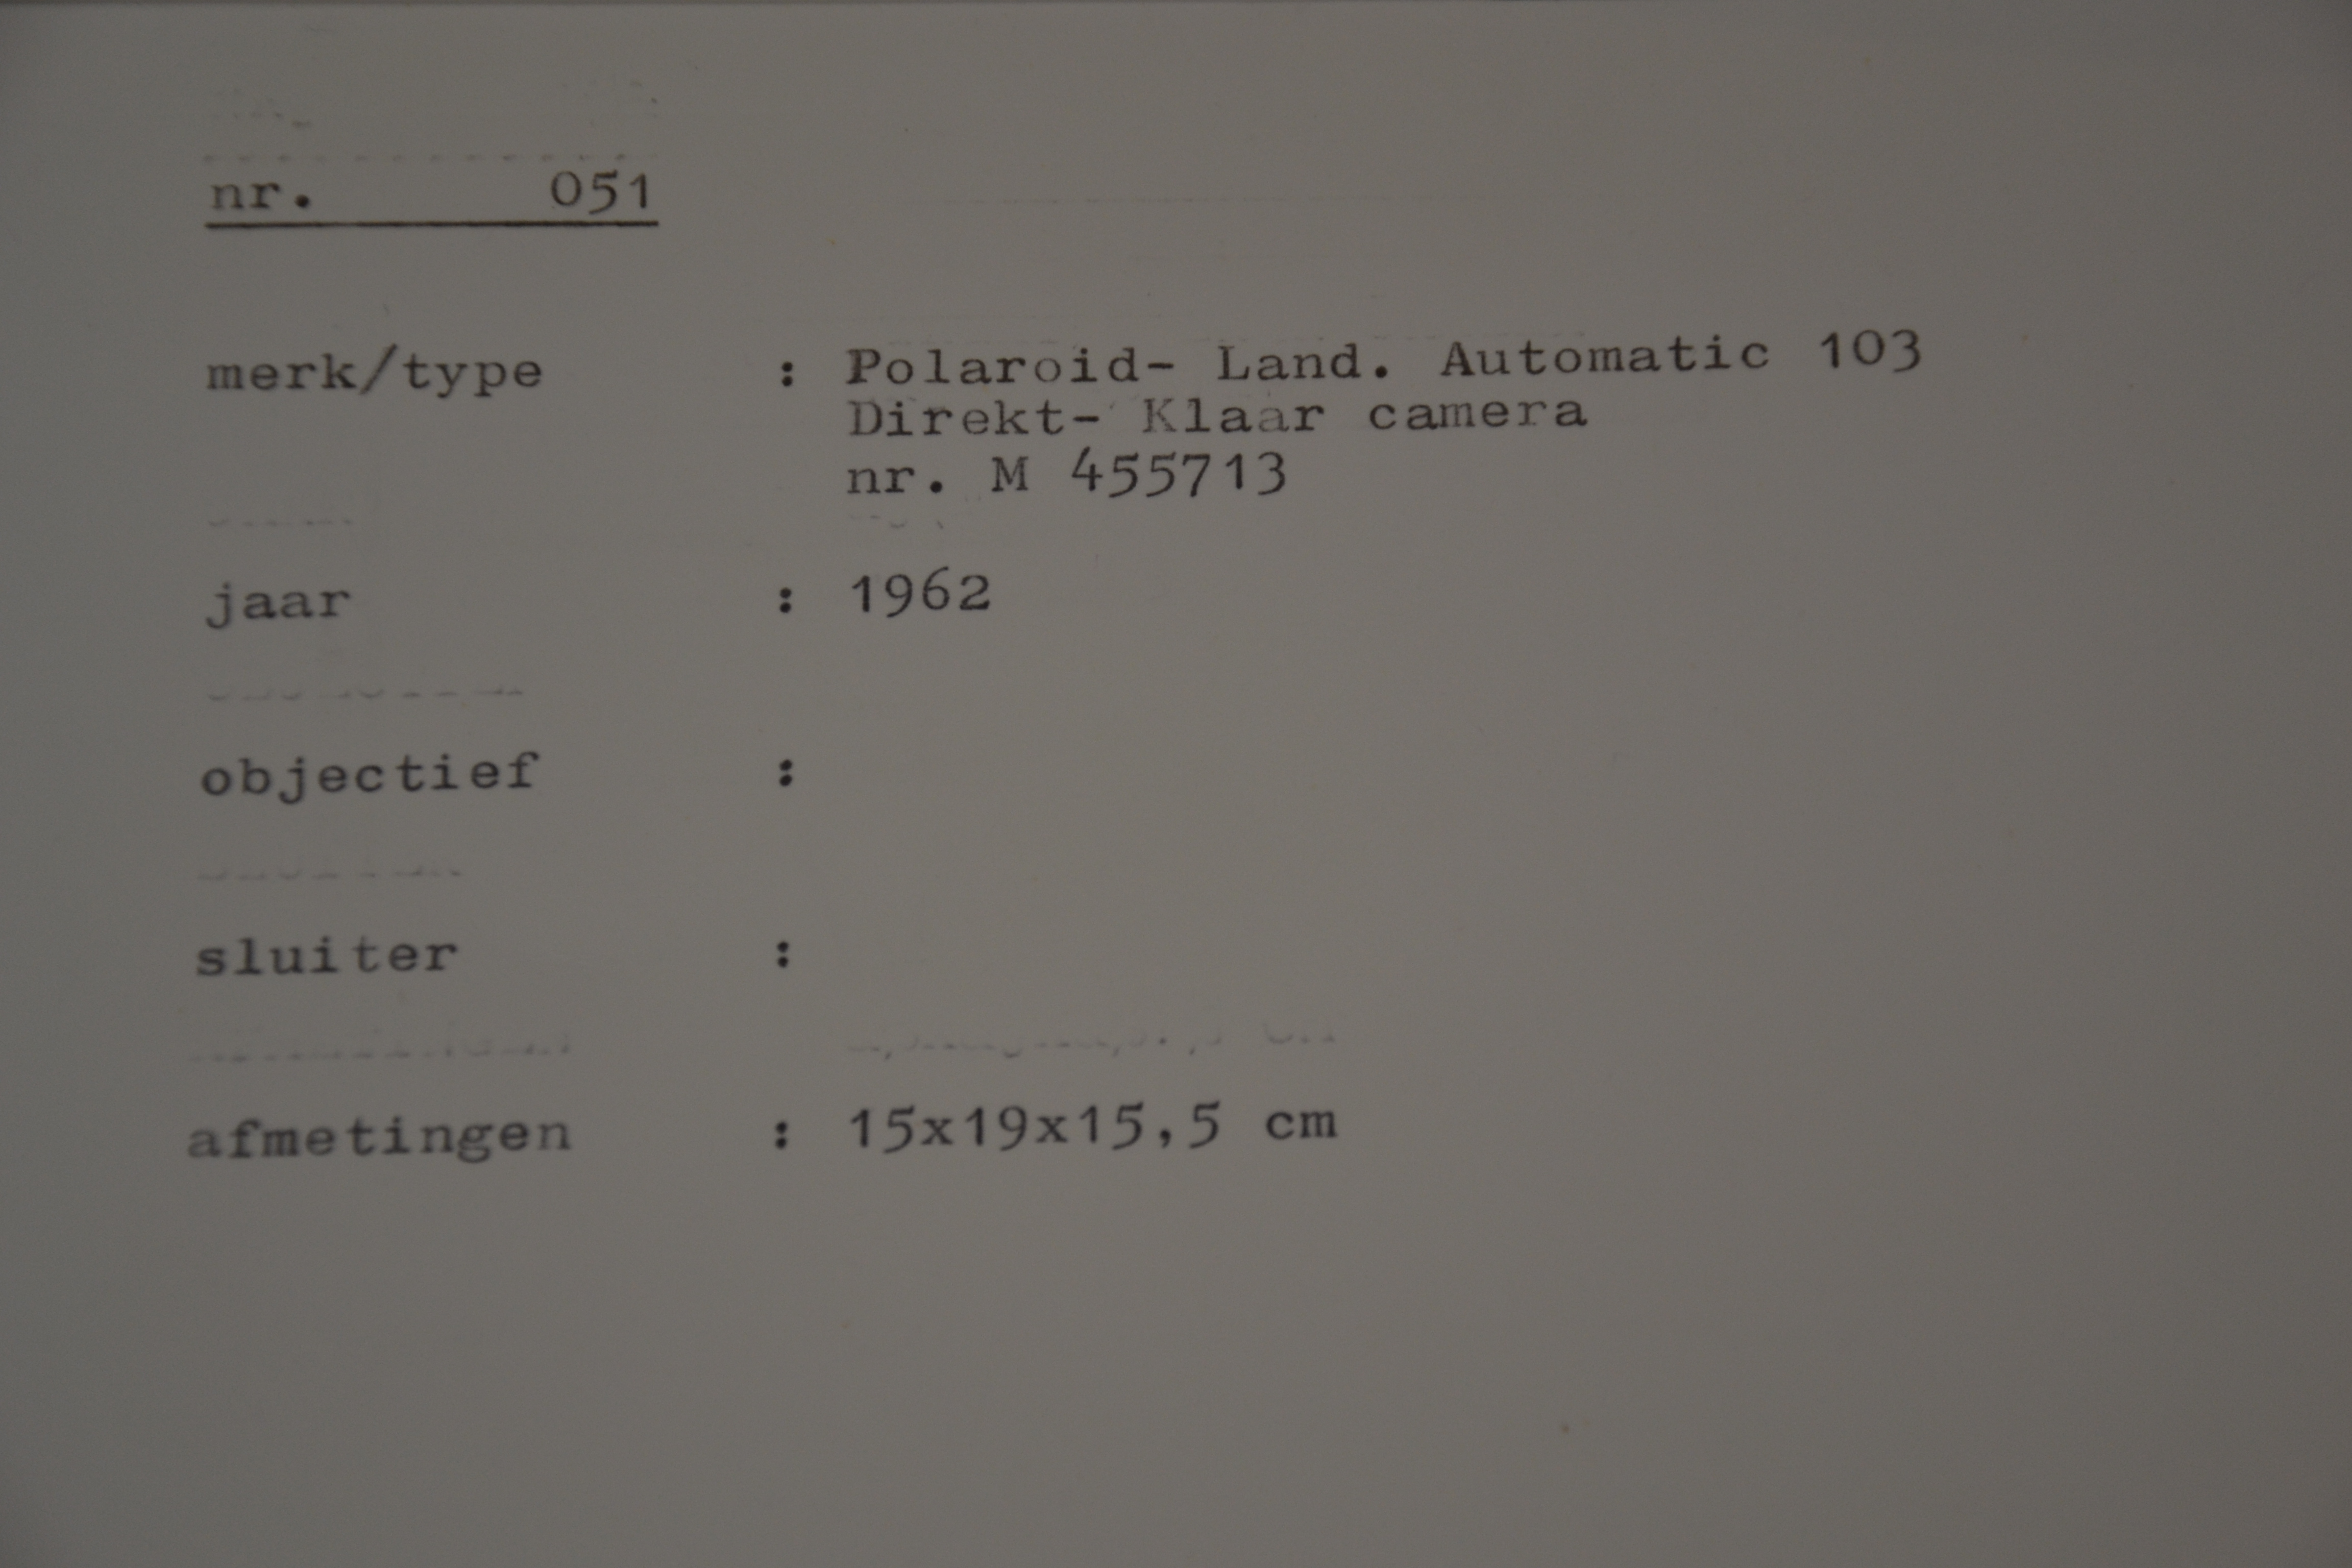 nr. 051
merk/type : Polaroid- Land. Automatic 103
Direkt- Klaar camera
nr. M 455713
jaar : 1962
objectief :
sluiter :
afmetingen : 15x19x15,5 cm